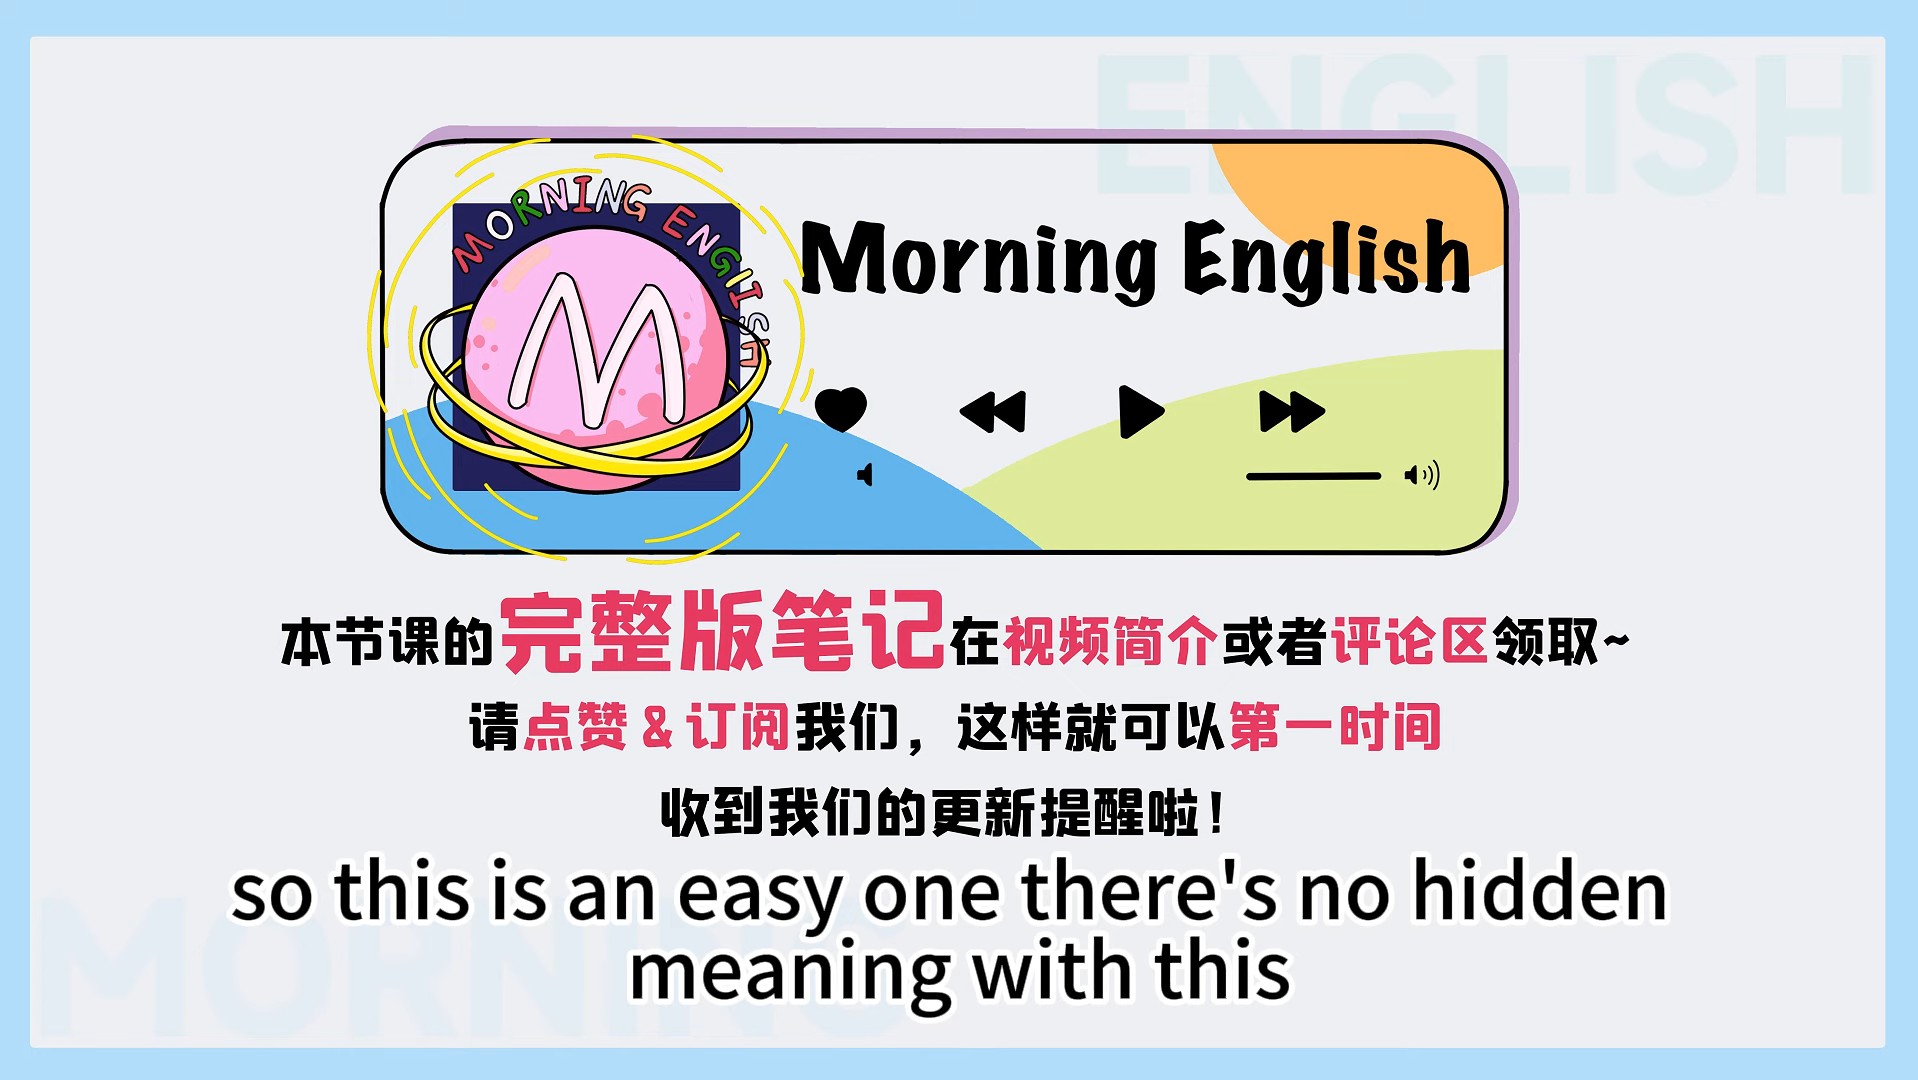 ENGLISH
MORNING ENGlISH
M
Morning English
本节课的完整版笔记在视频简介或者评论区领取~
请点赞&订阅我们，这样就可以第一时间
收到我们的更新提醒啦！
so this is an easy one there's no hidden
meaning with this
MORNING